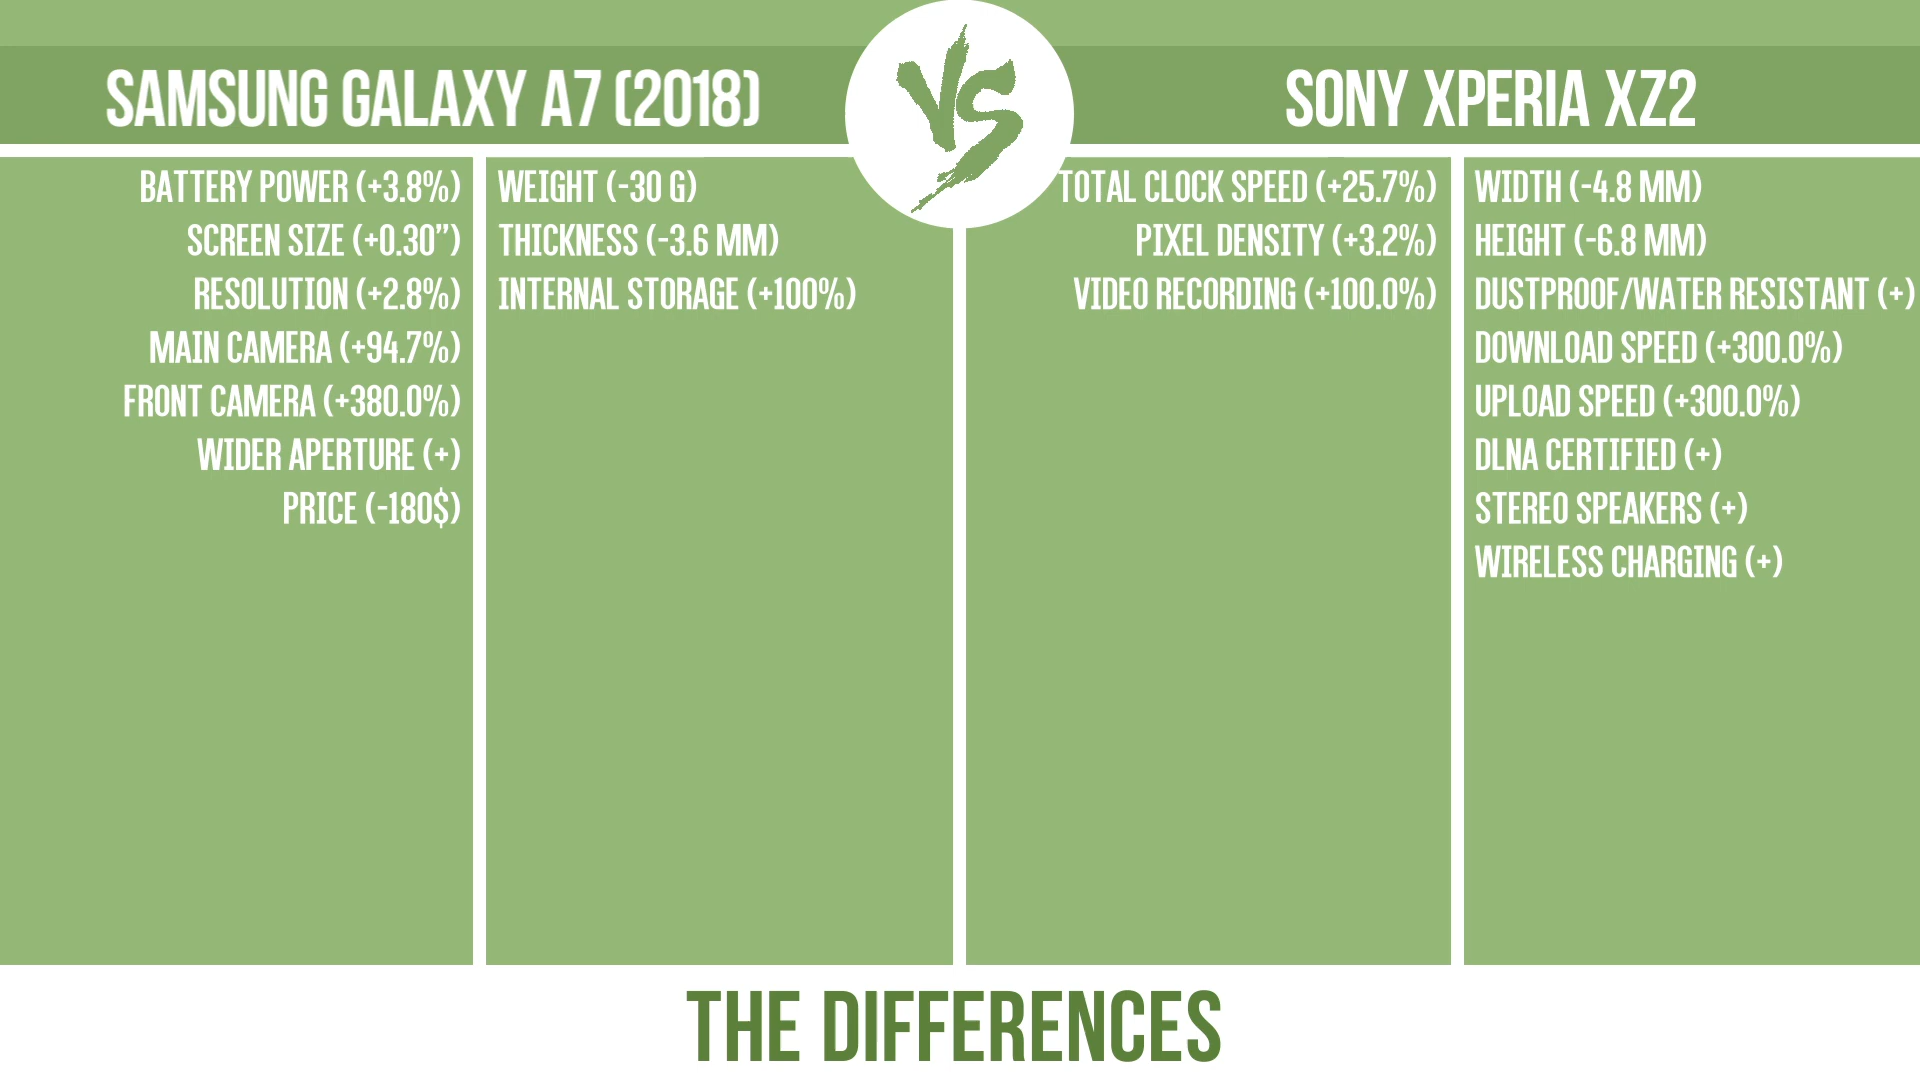 SAMSUNG GALAXY A7 (2018)
VS
SONY XPERIA XZ2
BATTERY POWER (+3.8%)
SCREEN SIZE (+0.30”)
RESOLUTION (+2.8%)
MAIN CAMERA (+94.7%)
FRONT CAMERA (+380.0%)
WIDER APERTURE (+)
PRICE (-180$)
WEIGHT (-30 G)
THICKNESS (-3.6 MM)
INTERNAL STORAGE (+100%)
TOTAL CLOCK SPEED (+25.7%)
PIXEL DENSITY (+3.2%)
VIDEO RECORDING (+100.0%)
WIDTH (-4.8 MM)
HEIGHT (-6.8 MM)
DUSTPROOF/WATER RESISTANT (+)
DOWNLOAD SPEED (+300.0%)
UPLOAD SPEED (+300.0%)
DLNA CERTIFIED (+)
STEREO SPEAKERS (+)
WIRELESS CHARGING (+)
THE DIFFERENCES